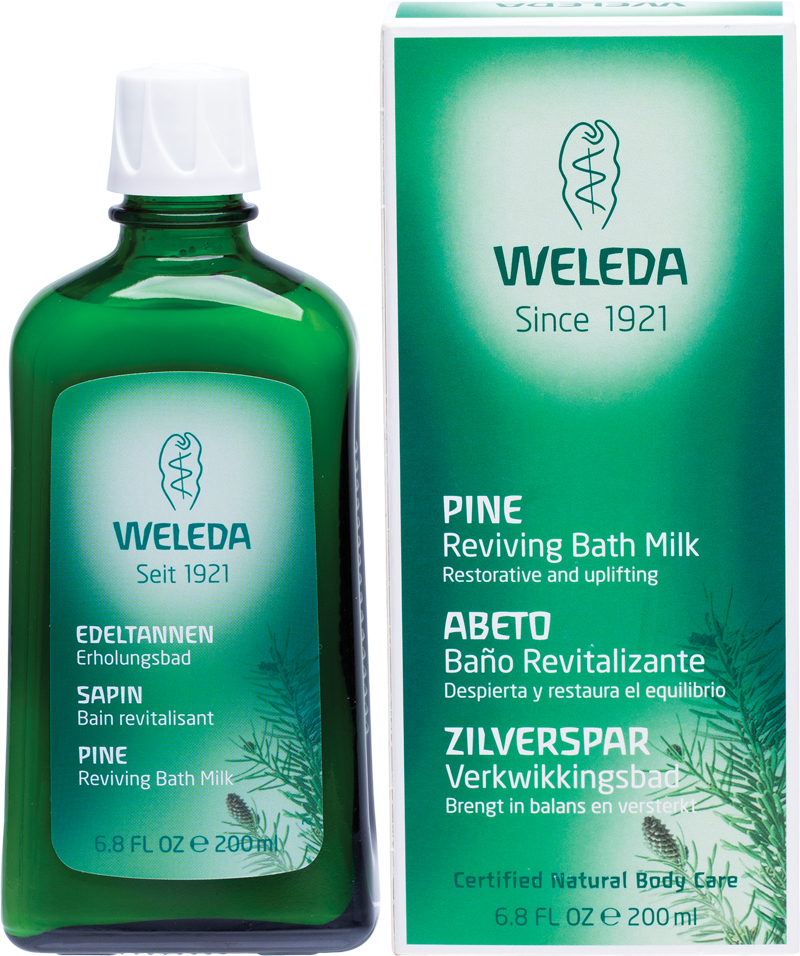 WELEDA
Seit 1921
EDELTANNEN
Erholungsbad
SAPIN
Bain revitalisant
PINE
Reviving Bath Milk
6.8 FL OZ ℮ 200 ml
WELEDA
WELEDA
Since 1921
PINE
Reviving Bath Milk
Restorative and uplifting
ABETO
Baño Revitalizante
Despierta y restaura el equilibrio
ZILVERSPAR
Verkwikkingsbad
Brengt in balans en versterkt
Certified Natural Body Care
6.8 FL OZ ℮ 200 ml